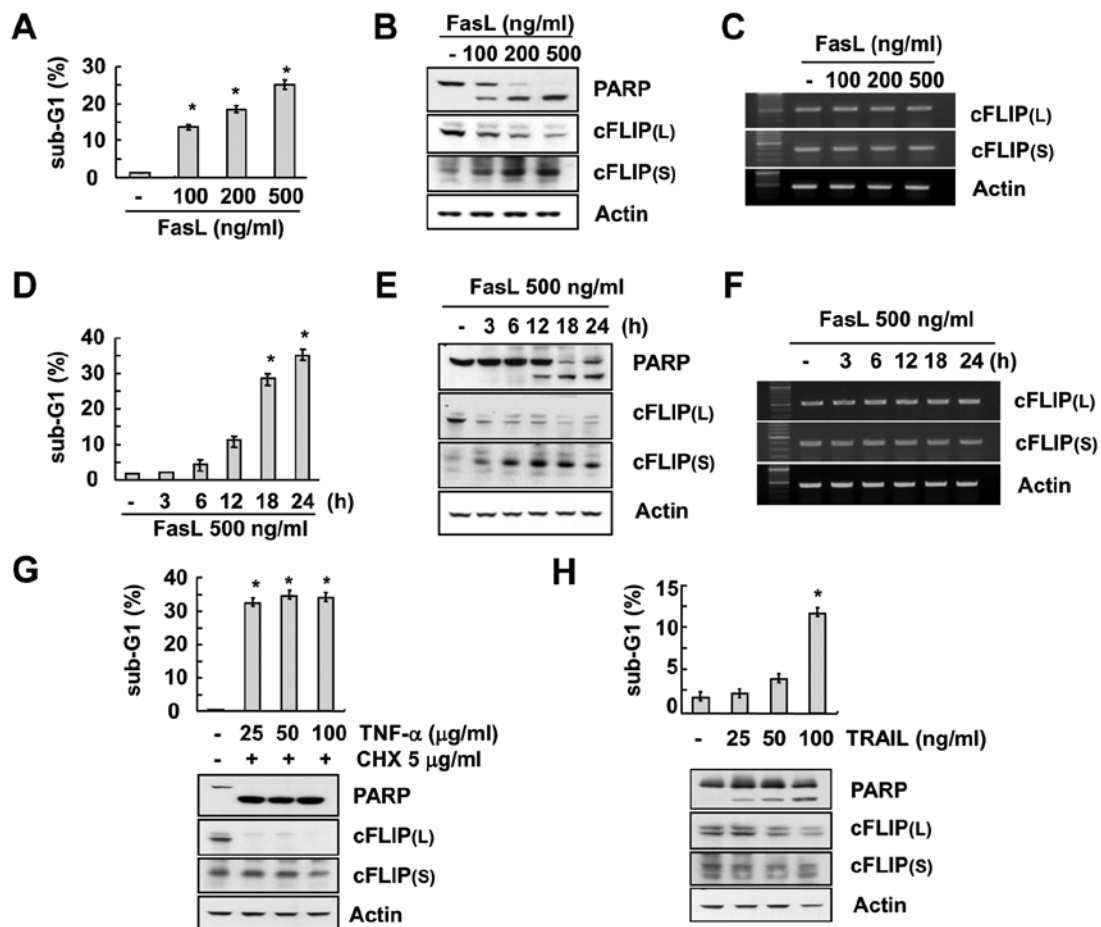 A
sub-G1 (%)
30
20
10
0
* * *
- 100 200 500
FasL (ng/ml)
B
FasL (ng/ml)
- 100 200 500
PARP
cFLIP(L)
cFLIP(S)
Actin
C
FasL (ng/ml)
- 100 200 500
cFLIP(L)
cFLIP(S)
Actin
D
sub-G1 (%)
40
30
20
10
0
* *
- 3 6 12 18 24 (h)
FasL 500 ng/ml
E
FasL 500 ng/ml
- 3 6 12 18 24 (h)
PARP
cFLIP(L)
cFLIP(S)
Actin
F
FasL 500 ng/ml
- 3 6 12 18 24 (h)
cFLIP(L)
cFLIP(S)
Actin
G
sub-G1 (%)
40
30
20
10
0
* * *
- 25 50 100 TNF-α (μg/ml)
- + + + CHX 5 μg/ml
PARP
cFLIP(L)
cFLIP(S)
Actin
H
sub-G1 (%)
15
10
5
0
*
- 25 50 100 TRAIL (ng/ml)
PARP
cFLIP(L)
cFLIP(S)
Actin